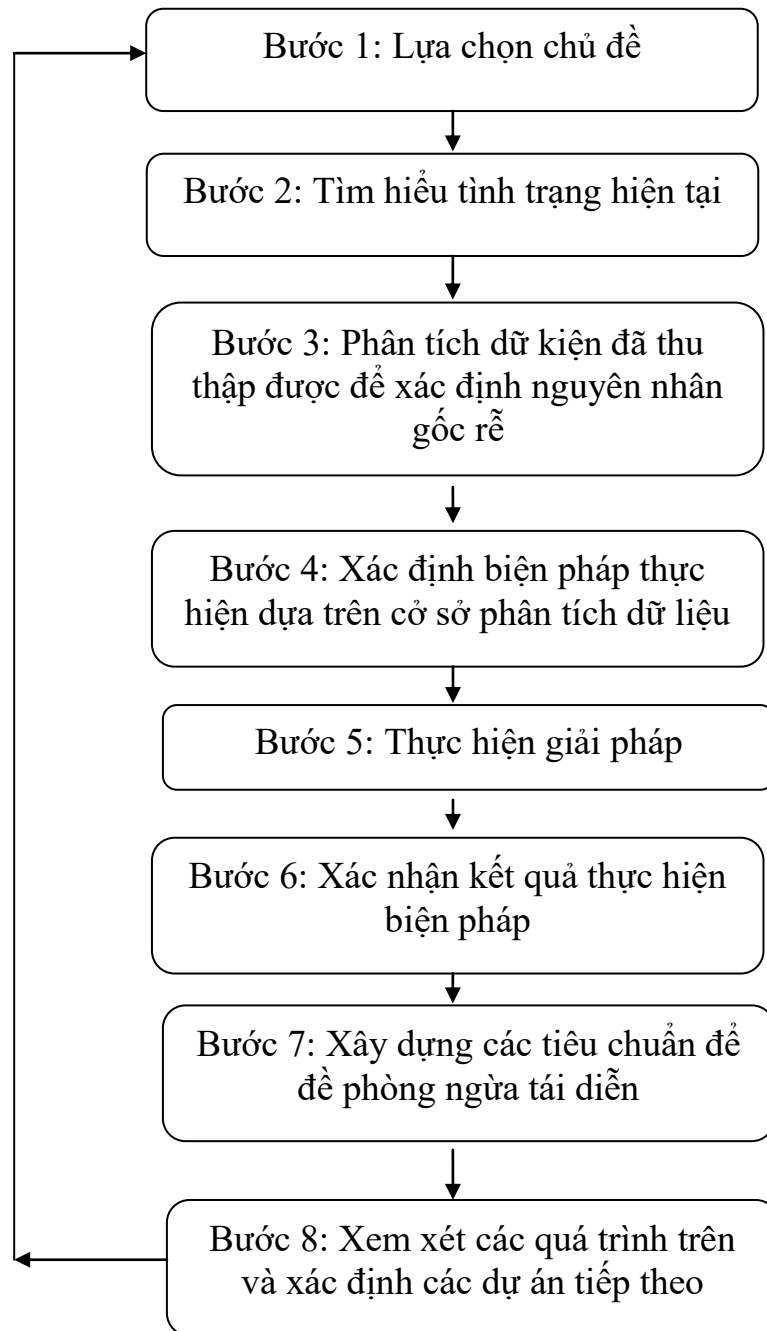 Bước 1: Lựa chọn chủ đề
Bước 2: Tìm hiểu tình trạng hiện tại
Bước 3: Phân tích dữ kiện đã thu
thập được để xác định nguyên nhân
gốc rễ
Bước 4: Xác định biện pháp thực
hiện dựa trên cở sở phân tích dữ liệu
Bước 5: Thực hiện giải pháp
Bước 6: Xác nhận kết quả thực hiện
biện pháp
Bước 7: Xây dựng các tiêu chuẩn để
đề phòng ngừa tái diễn
Bước 8: Xem xét các quá trình trên
và xác định các dự án tiếp theo